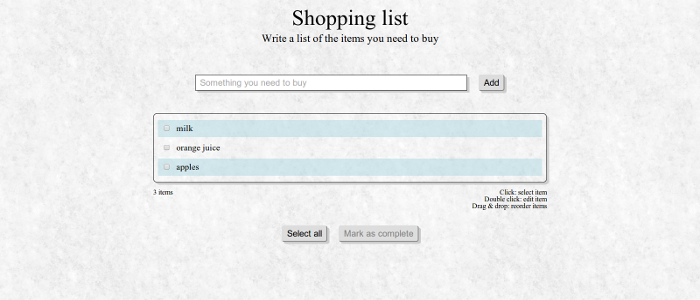 Shopping list
Write a list of the items you need to buy
Something you need to buy
Add
milk
orange juice
apples
3 items
Click: select item
Double click: edit item
Drag & drop: reorder items
Select all
Mark as complete